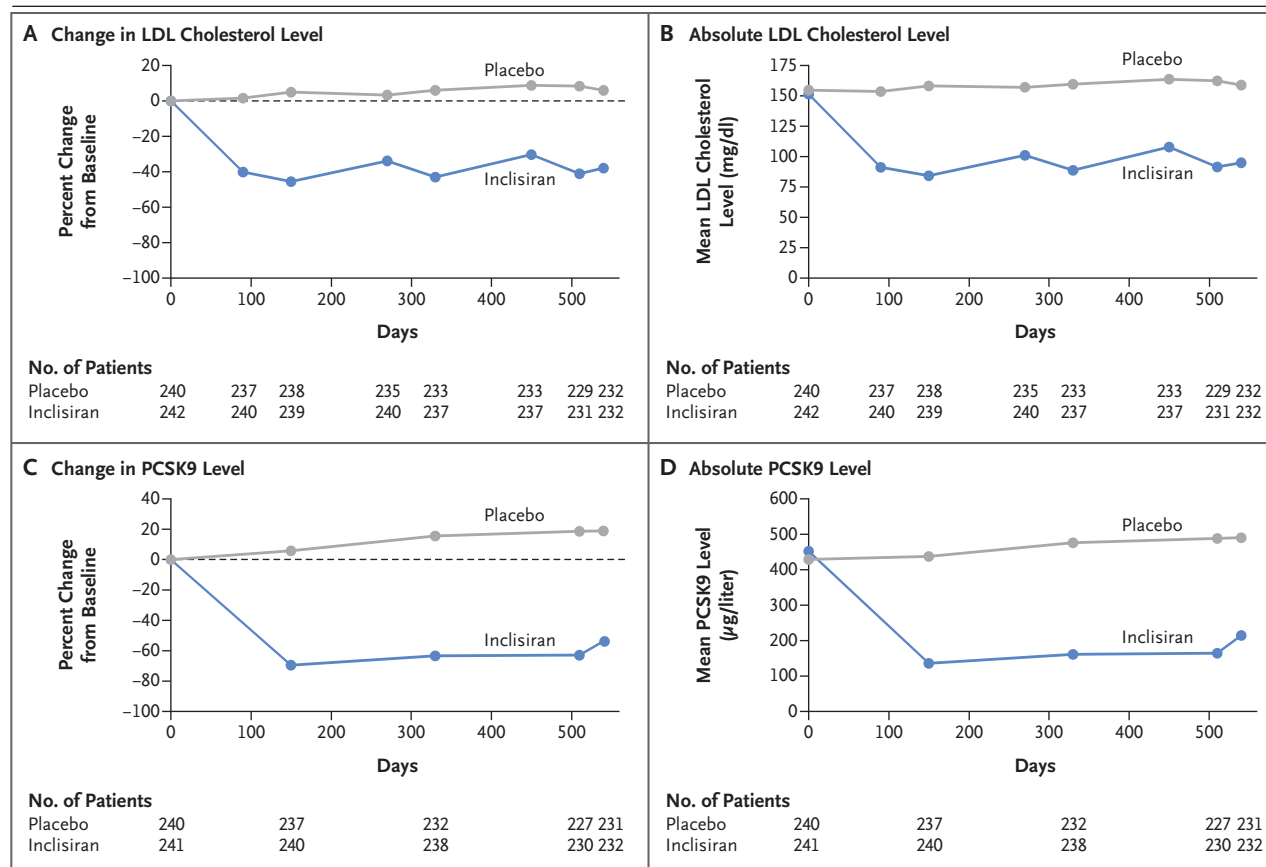 A Change in LDL Cholesterol Level
Percent Change
from Baseline
20
0
–20
–40
–60
–80
–100
Placebo
Inclisiran
0 100 200 300 400 500
Days
No. of Patients
Placebo 240 237 238 235 233 233 229 232
Inclisiran 242 240 239 240 237 237 231 232
B Absolute LDL Cholesterol Level
Mean LDL Cholesterol
Level (mg/dl)
175
150
125
100
75
50
25
0
Placebo
Inclisiran
0 100 200 300 400 500
Days
No. of Patients
Placebo 240 237 238 235 233 233 229 232
Inclisiran 242 240 239 240 237 237 231 232
C Change in PCSK9 Level
Percent Change
from Baseline
40
20
0
–20
–40
–60
–80
–100
Placebo
Inclisiran
0 100 200 300 400 500
Days
No. of Patients
Placebo 240 237 232 227 231
Inclisiran 241 240 238 230 232
D Absolute PCSK9 Level
Mean PCSK9 Level
(µg/liter)
600
500
400
300
200
100
0
Placebo
Inclisiran
0 100 200 300 400 500
Days
No. of Patients
Placebo 240 237 232 227 231
Inclisiran 241 240 238 230 232